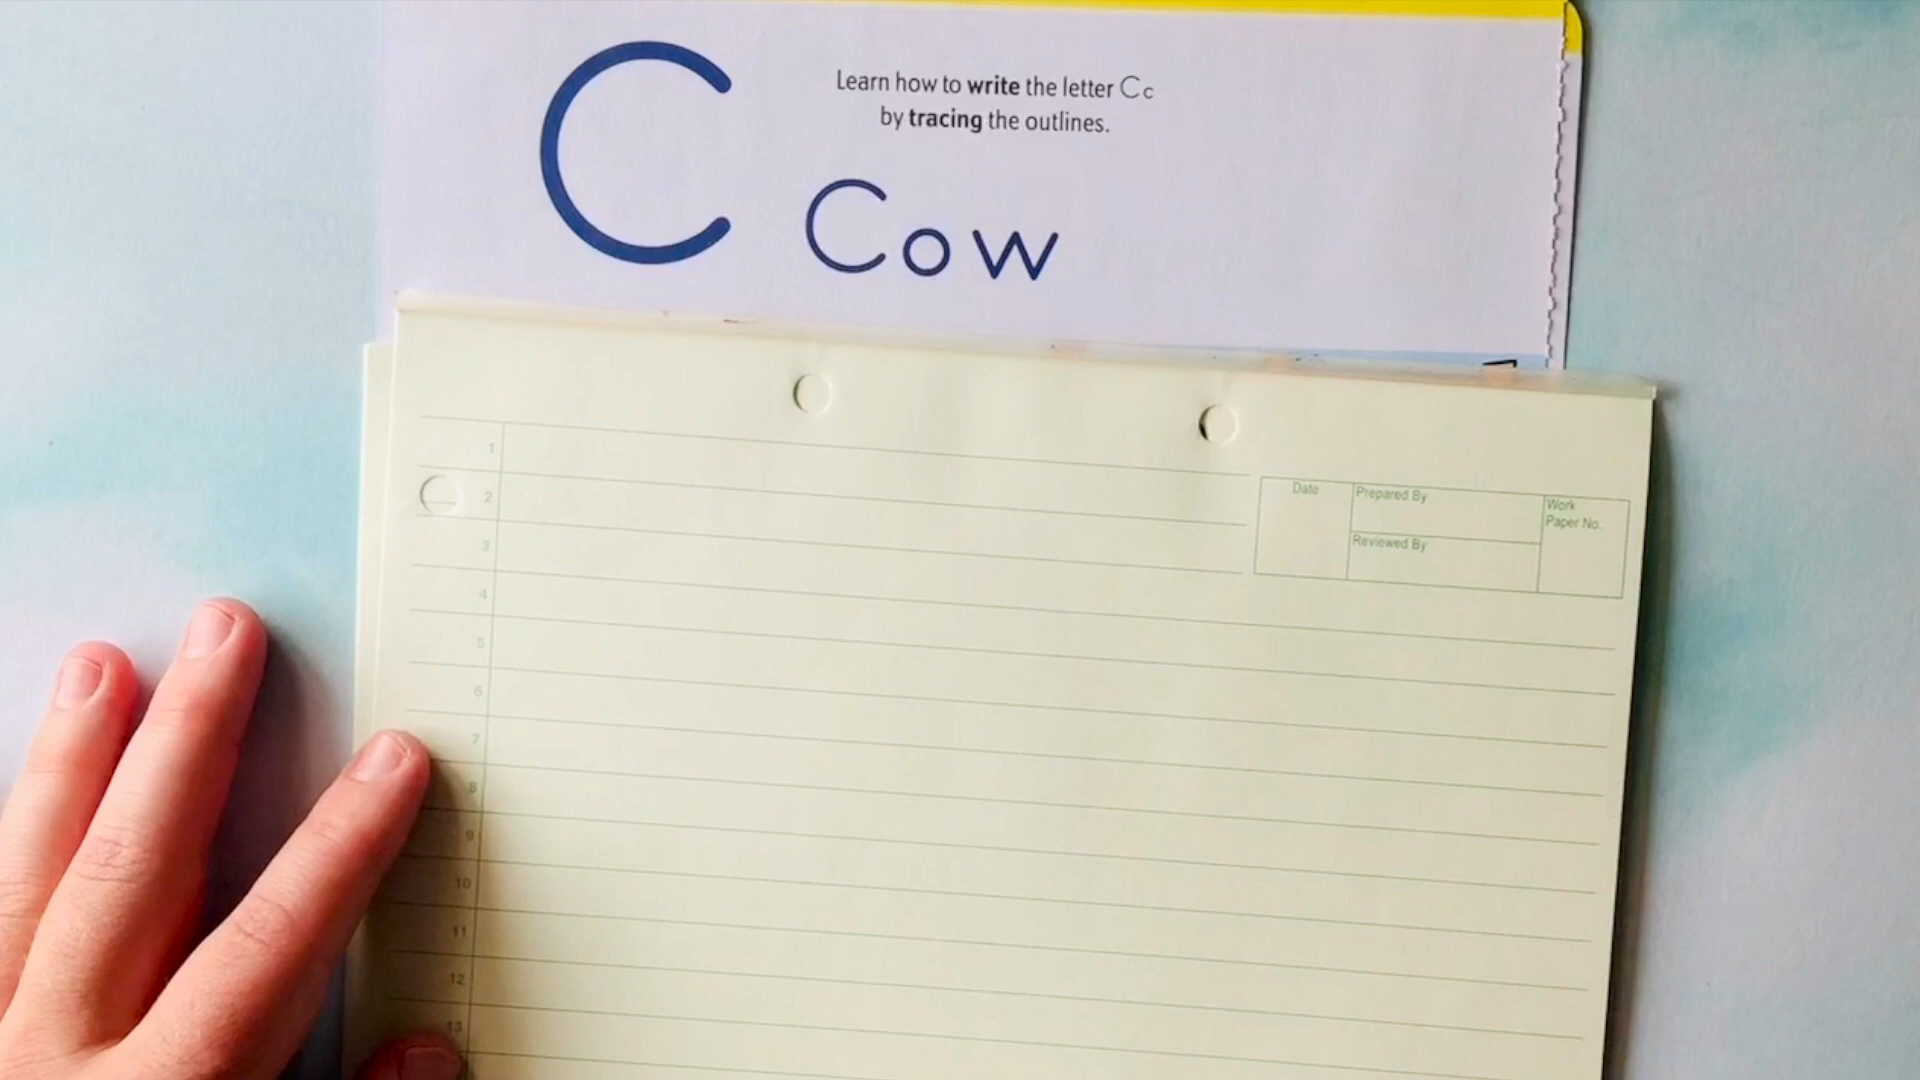 C
Learn how to write the letter Cc
by tracing the outlines.
Cow
1
Date
Prepared By
Work
Paper No.
2
3
Reviewed By
4
5
6
7
8
9
10
11
12
13